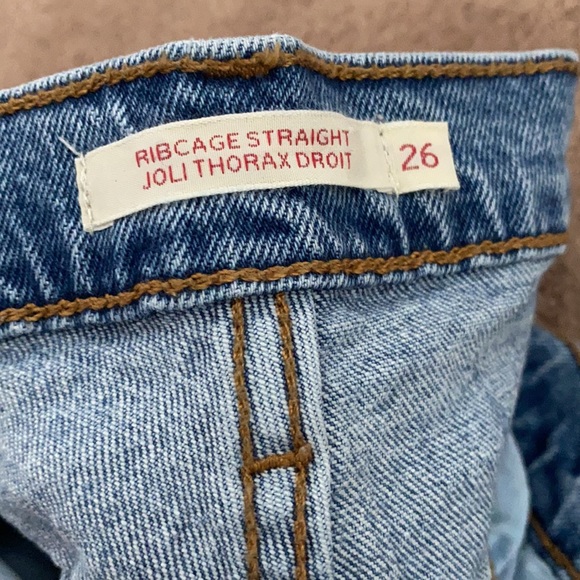 RIBCAGE STRAIGHT
JOLI THORAX DROIT
26